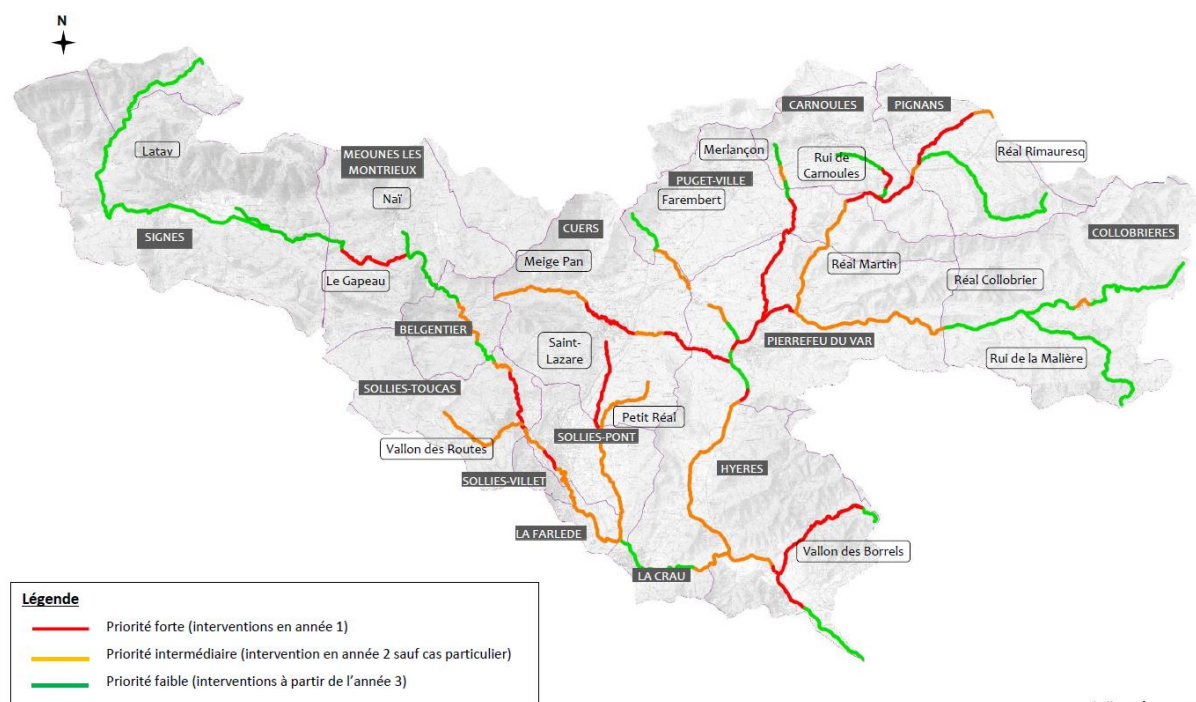 N
CARNOULES
PIGNANS
Latay
MEOUNES LES
MONTRIEUX
Merlançon
Rui de
Carnoules
Réal Rimauresq
Naï
PUGET-VILLE
Farembert
SIGNES
CUERS
COLLOBRIERES
Meige Pan
Réal Martin
Réal Collobrier
Le Gapeau
BELGENTIER
Saint-
Lazare
PIERREFEU DU VAR
Rui de la Malière
SOLLIES-TOUCAS
Petit Réal
SOLLIES-PONT
Vallon des Routes
HYERES
SOLLIES-VILLET
LA FARLEDE
Vallon des Borrels
LA CRAU
Légende
Priorité forte (interventions en année 1)
Priorité intermédiaire (intervention en année 2 sauf cas particulier)
Priorité faible (interventions à partir de l'année 3)